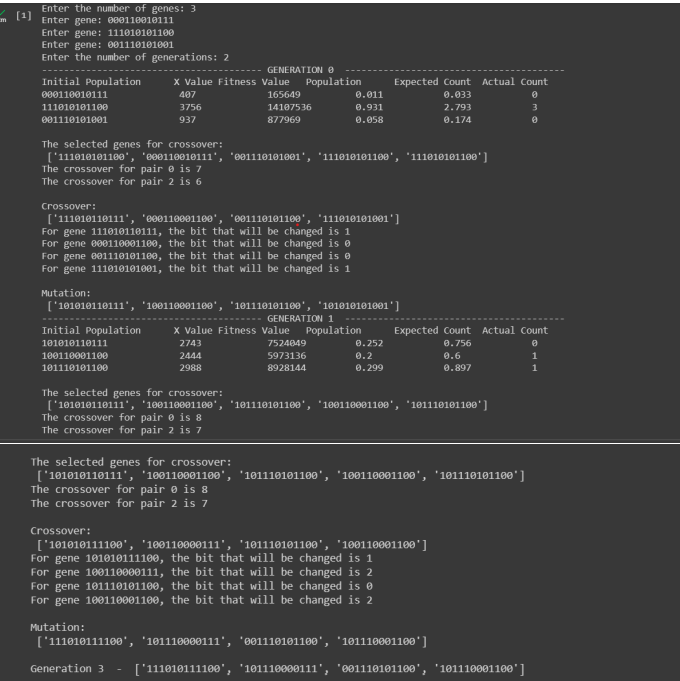 [1]
Enter the number of genes: 3
Enter gene: 000110010111
Enter gene: 111010101100
Enter gene: 001110101001
Enter the number of generations: 2
-------------------------------------- GENERATION 0 --------------------------------------
Initial Population X Value Fitness Value Population Expected Count Actual Count
000110010111 407 165649 0.011 0.033 0
111010101100 3756 14107536 0.931 2.793 3
001110101001 937 877969 0.058 0.174 0
The selected genes for crossover:
['111010101100', '000110010111', '001110101001', '111010101100', '111010101100']
The crossover for pair 0 is 7
The crossover for pair 2 is 6
Crossover:
['111010110111', '000110001100', '001110101100', '111010101001']
For gene 111010110111, the bit that will be changed is 1
For gene 000110001100, the bit that will be changed is 0
For gene 001110101100, the bit that will be changed is 0
For gene 111010101001, the bit that will be changed is 1
Mutation:
['101010110111', '100110001100', '101110101100', '101010101001']
-------------------------------------- GENERATION 1 --------------------------------------
Initial Population X Value Fitness Value Population Expected Count Actual Count
101010110111 2743 7524049 0.252 0.756 0
100110001100 2444 5973136 0.2 0.6 1
101110101100 2988 8928144 0.299 0.897 1
The selected genes for crossover:
['101010110111', '100110001100', '101110101100', '100110001100', '101110101100']
The crossover for pair 0 is 8
The crossover for pair 2 is 7
The selected genes for crossover:
['101010110111', '100110001100', '101110101100', '100110001100', '101110101100']
The crossover for pair 0 is 8
The crossover for pair 2 is 7
Crossover:
['101010111100', '100110000111', '101110101100', '100110001100']
For gene 101010111100, the bit that will be changed is 1
For gene 100110000111, the bit that will be changed is 2
For gene 101110101100, the bit that will be changed is 0
For gene 100110001100, the bit that will be changed is 2
Mutation:
['111010111100', '101110000111', '001110101100', '101110001100']
Generation 3 - ['111010111100', '101110000111', '001110101100', '101110001100']